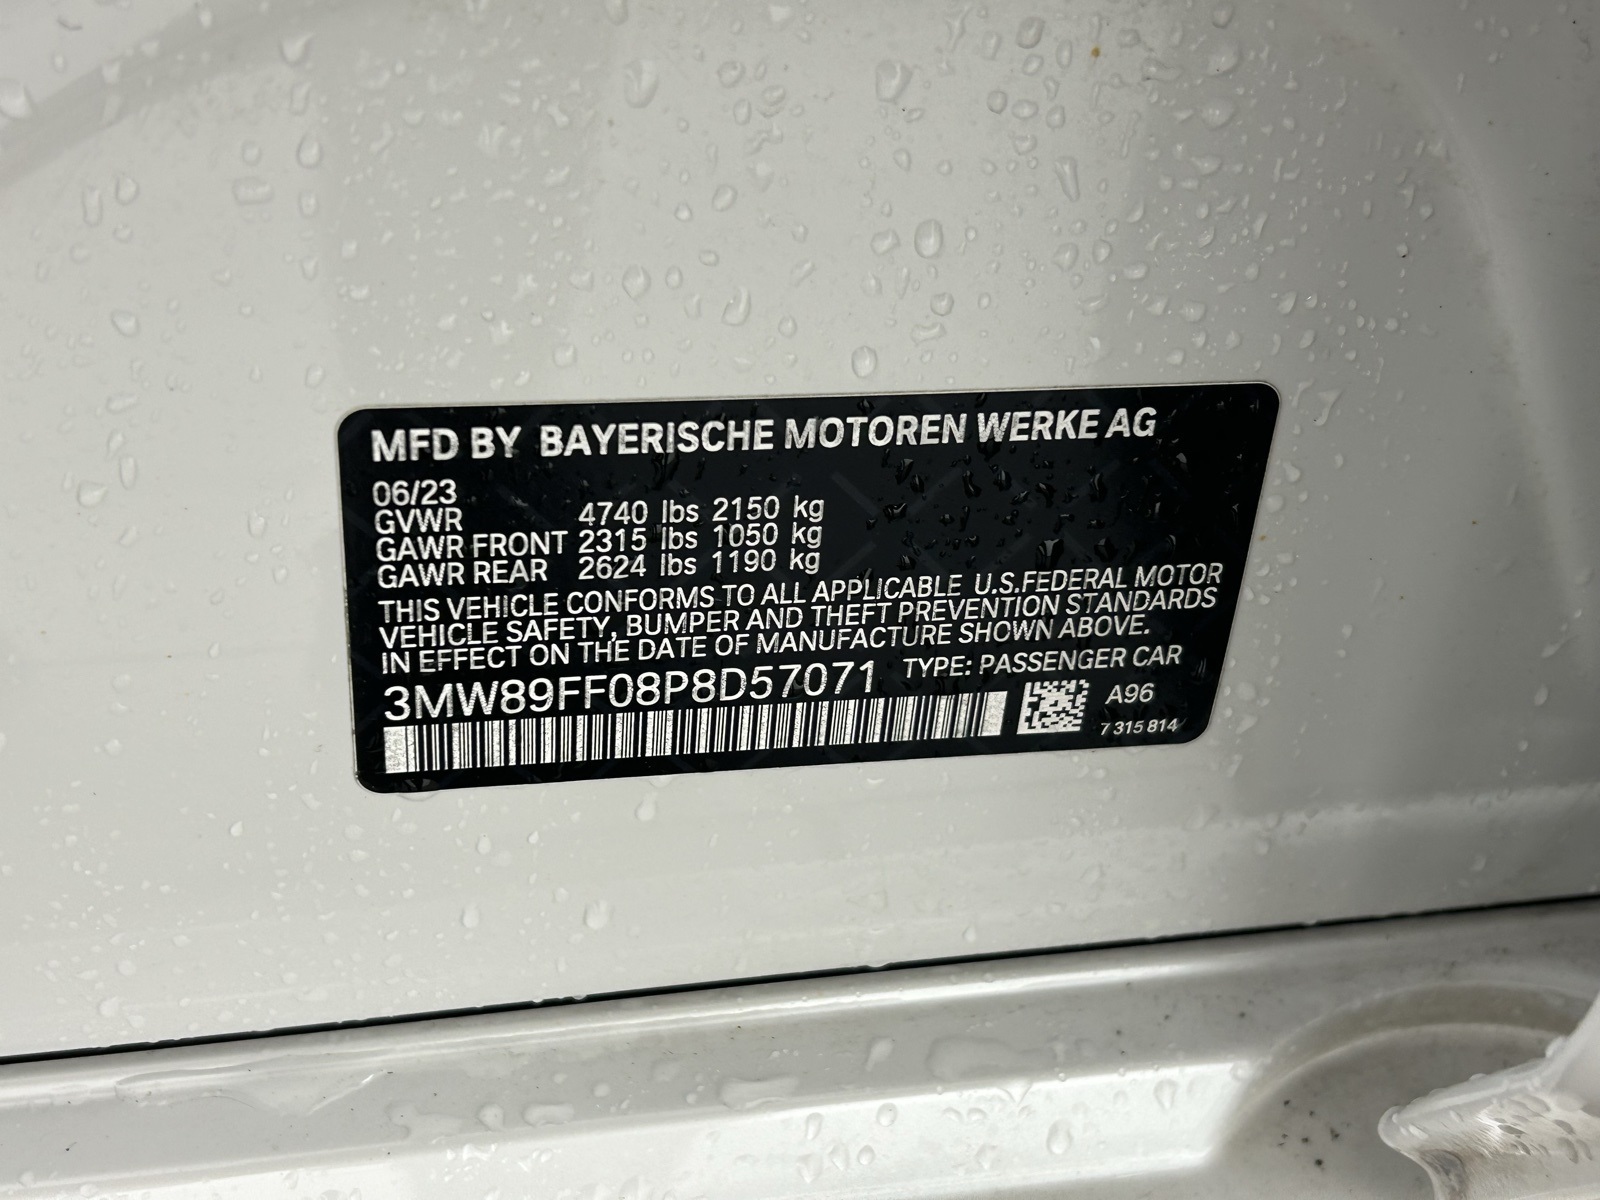 MFD BY BAYERISCHE MOTOREN WERKE AG
06/23
GVWR 4740 lbs 2150 kg
GAWR FRONT 2315 lbs 1050 kg
GAWR REAR 2624 lbs 1190 kg
THIS VEHICLE CONFORMS TO ALL APPLICABLE U.S.FEDERAL MOTOR
VEHICLE SAFETY, BUMPER AND THEFT PREVENTION STANDARDS
IN EFFECT ON THE DATE OF MANUFACTURE SHOWN ABOVE.
3MW89FF08P8D57071 TYPE: PASSENGER CAR
A96
7 315 814